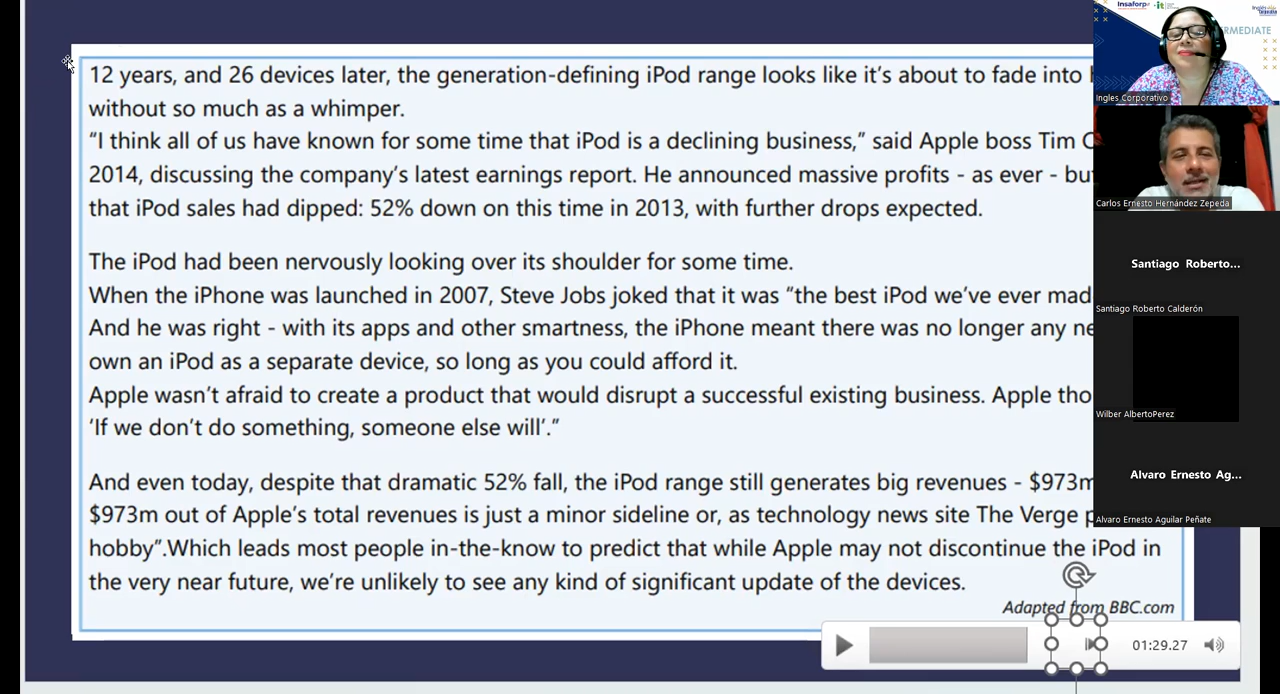 12 years, and 26 devices later, the generation-defining iPod range looks like it's about to fade into
without so much as a whimper.
“I think all of us have known for some time that iPod is a declining business,” said Apple boss Tim
2014, discussing the company's latest earnings report. He announced massive profits - as ever -
that iPod sales had dipped: 52% down on this time in 2013, with further drops expected.
The iPod had been nervously looking over its shoulder for some time.
When the iPhone was launched in 2007, Steve Jobs joked that it was “the best iPod we've ever
And he was right - with its apps and other smartness, the iPhone meant there was no longer any
own an iPod as a separate device, so long as you could afford it.
Apple wasn't afraid to create a product that would disrupt a successful existing business. Apple
‘If we don't do something, someone else will’.”
And even today, despite that dramatic 52% fall, the iPod range still generates big revenues - $973m
$973m out of Apple's total revenues is just a minor sideline or, as technology news site The Verge
hobby”.Which leads most people in-the-know to predict that while Apple may not discontinue the iPod in
the very near future, we're unlikely to see any kind of significant update of the devices.
Adapted from BBC.com
01:29.27
Insaforp
it
RMEDIATE
Ingles Corporativo
Carlos Ernesto Hernández Zepeda
Santiago Roberto...
Santiago Roberto Calderón
Wilber AlbertoPerez
Alvaro Ernesto Ag...
Alvaro Ernesto Aguilar Peñate